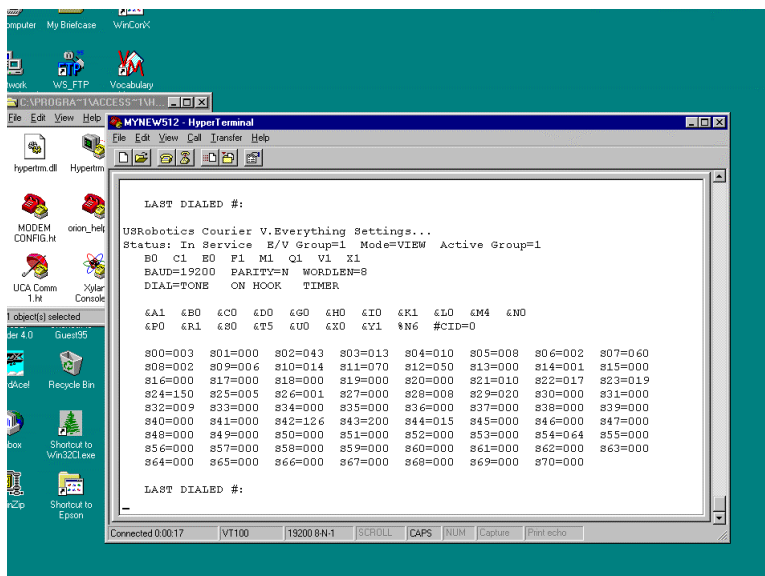 omputer My Briefcase WinConX
twork WS_FTP Vocabulary
C:\PROGRA~1\ACCESS~1\H...
File Edit View Help
hypertrm.dll Hypertrm
MODEM CONFIG.ht orion_help
UCA Comm 1.ht Xylan Console
1 object(s) selected
der 4.0 Guest95
dAce! Recycle Bin
box Shortcut to Win32Cl.exe
nZip Shortcut to Epson
MYNEW512 - HyperTerminal
File Edit View Call Transfer Help
LAST DIALED #:
USRobotics Courier V.Everything Settings...
Status: In Service E/V Group=1 Mode=VIEW Active Group=1
B0 C1 E0 F1 M1 Q1 V1 X1
BAUD=19200 PARITY=N WORDLEN=8
DIAL=TONE ON HOOK TIMER
&A1 &B0 &C0 &D0 &G0 &H0 &I0 &K1 &L0 &M4 &N0
&P0 &R1 &S0 &T5 &U0 &X0 &Y1 %N6 #CID=0
S00=003 S01=000 S02=043 S03=013 S04=010 S05=008 S06=002 S07=060
S08=002 S09=006 S10=014 S11=070 S12=050 S13=000 S14=001 S15=000
S16=000 S17=000 S18=000 S19=000 S20=000 S21=010 S22=017 S23=019
S24=150 S25=005 S26=001 S27=000 S28=008 S29=020 S30=000 S31=000
S32=009 S33=000 S34=000 S35=000 S36=000 S37=000 S38=000 S39=000
S40=000 S41=000 S42=126 S43=200 S44=015 S45=000 S46=000 S47=000
S48=000 S49=000 S50=000 S51=000 S52=000 S53=000 S54=064 S55=000
S56=000 S57=000 S58=000 S59=000 S60=000 S61=000 S62=000 S63=000
S64=000 S65=000 S66=000 S67=000 S68=000 S69=000 S70=000
LAST DIALED #:
Connected 0:00:17 VT100 19200 8-N-1 SCROLL CAPS NUM Capture Print echo